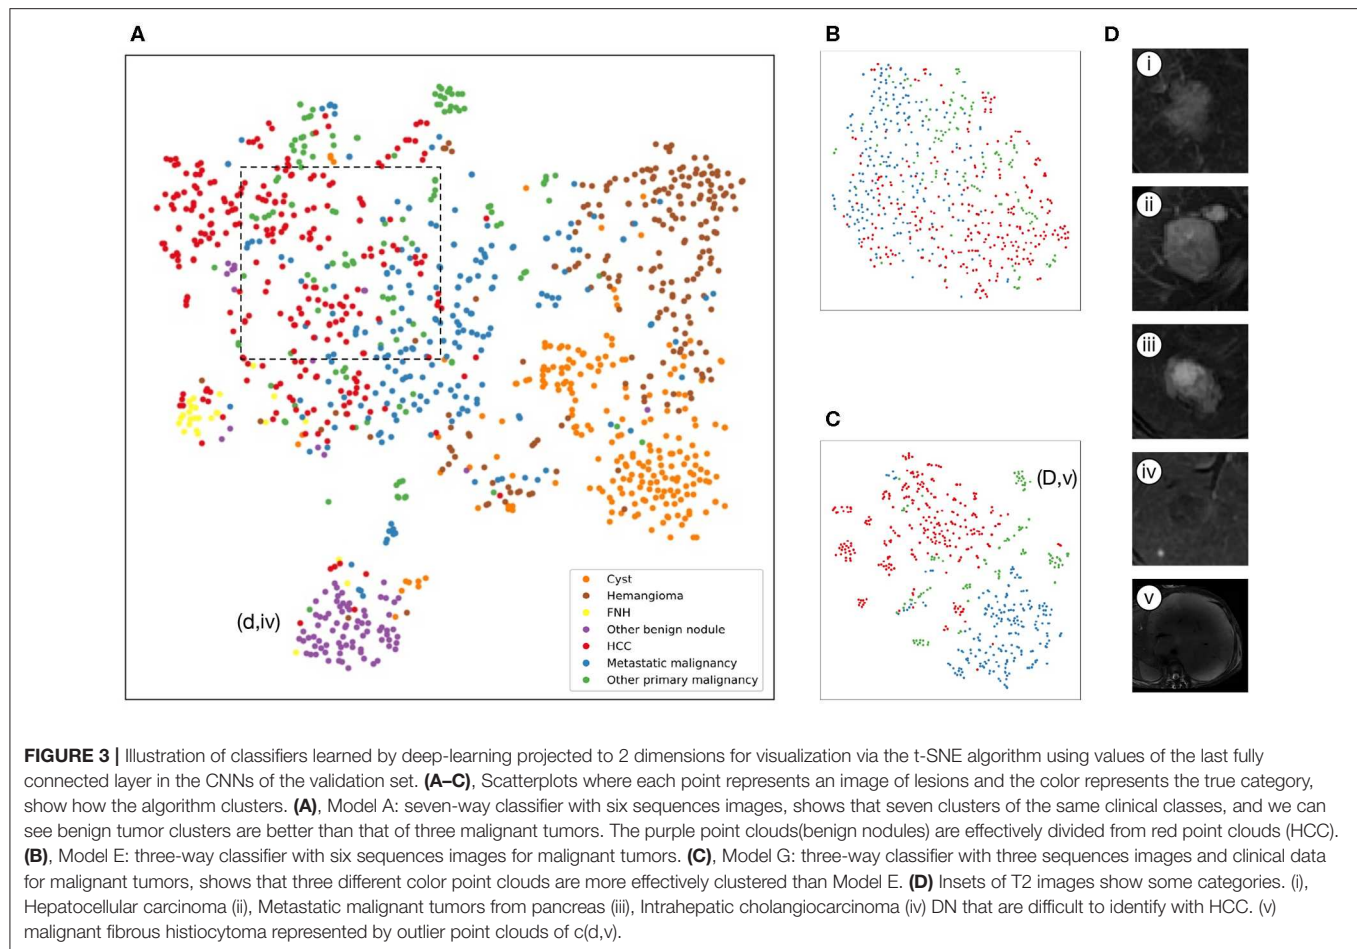 A
B
D
i
ii
iii
C
(D,v)
iv
v
(d,iv)
Cyst
Hemangioma
FNH
Other benign nodule
HCC
Metastatic malignancy
Other primary malignancy
FIGURE 3 | Illustration of classifiers learned by deep-learning projected to 2 dimensions for visualization via the t-SNE algorithm using values of the last fully
connected layer in the CNNs of the validation set. (A–C), Scatterplots where each point represents an image of lesions and the color represents the true category,
show how the algorithm clusters. (A), Model A: seven-way classifier with six sequences images, shows that seven clusters of the same clinical classes, and we can
see benign tumor clusters are better than that of three malignant tumors. The purple point clouds(benign nodules) are effectively divided from red point clouds (HCC).
(B), Model E: three-way classifier with six sequences images for malignant tumors. (C), Model G: three-way classifier with three sequences images and clinical data
for malignant tumors, shows that three different color point clouds are more effectively clustered than Model E. (D) Insets of T2 images show some categories. (i),
Hepatocellular carcinoma (ii), Metastatic malignant tumors from pancreas (iii), Intrahepatic cholangiocarcinoma (iv) DN that are difficult to identify with HCC. (v)
malignant fibrous histiocytoma represented by outlier point clouds of c(d,v).